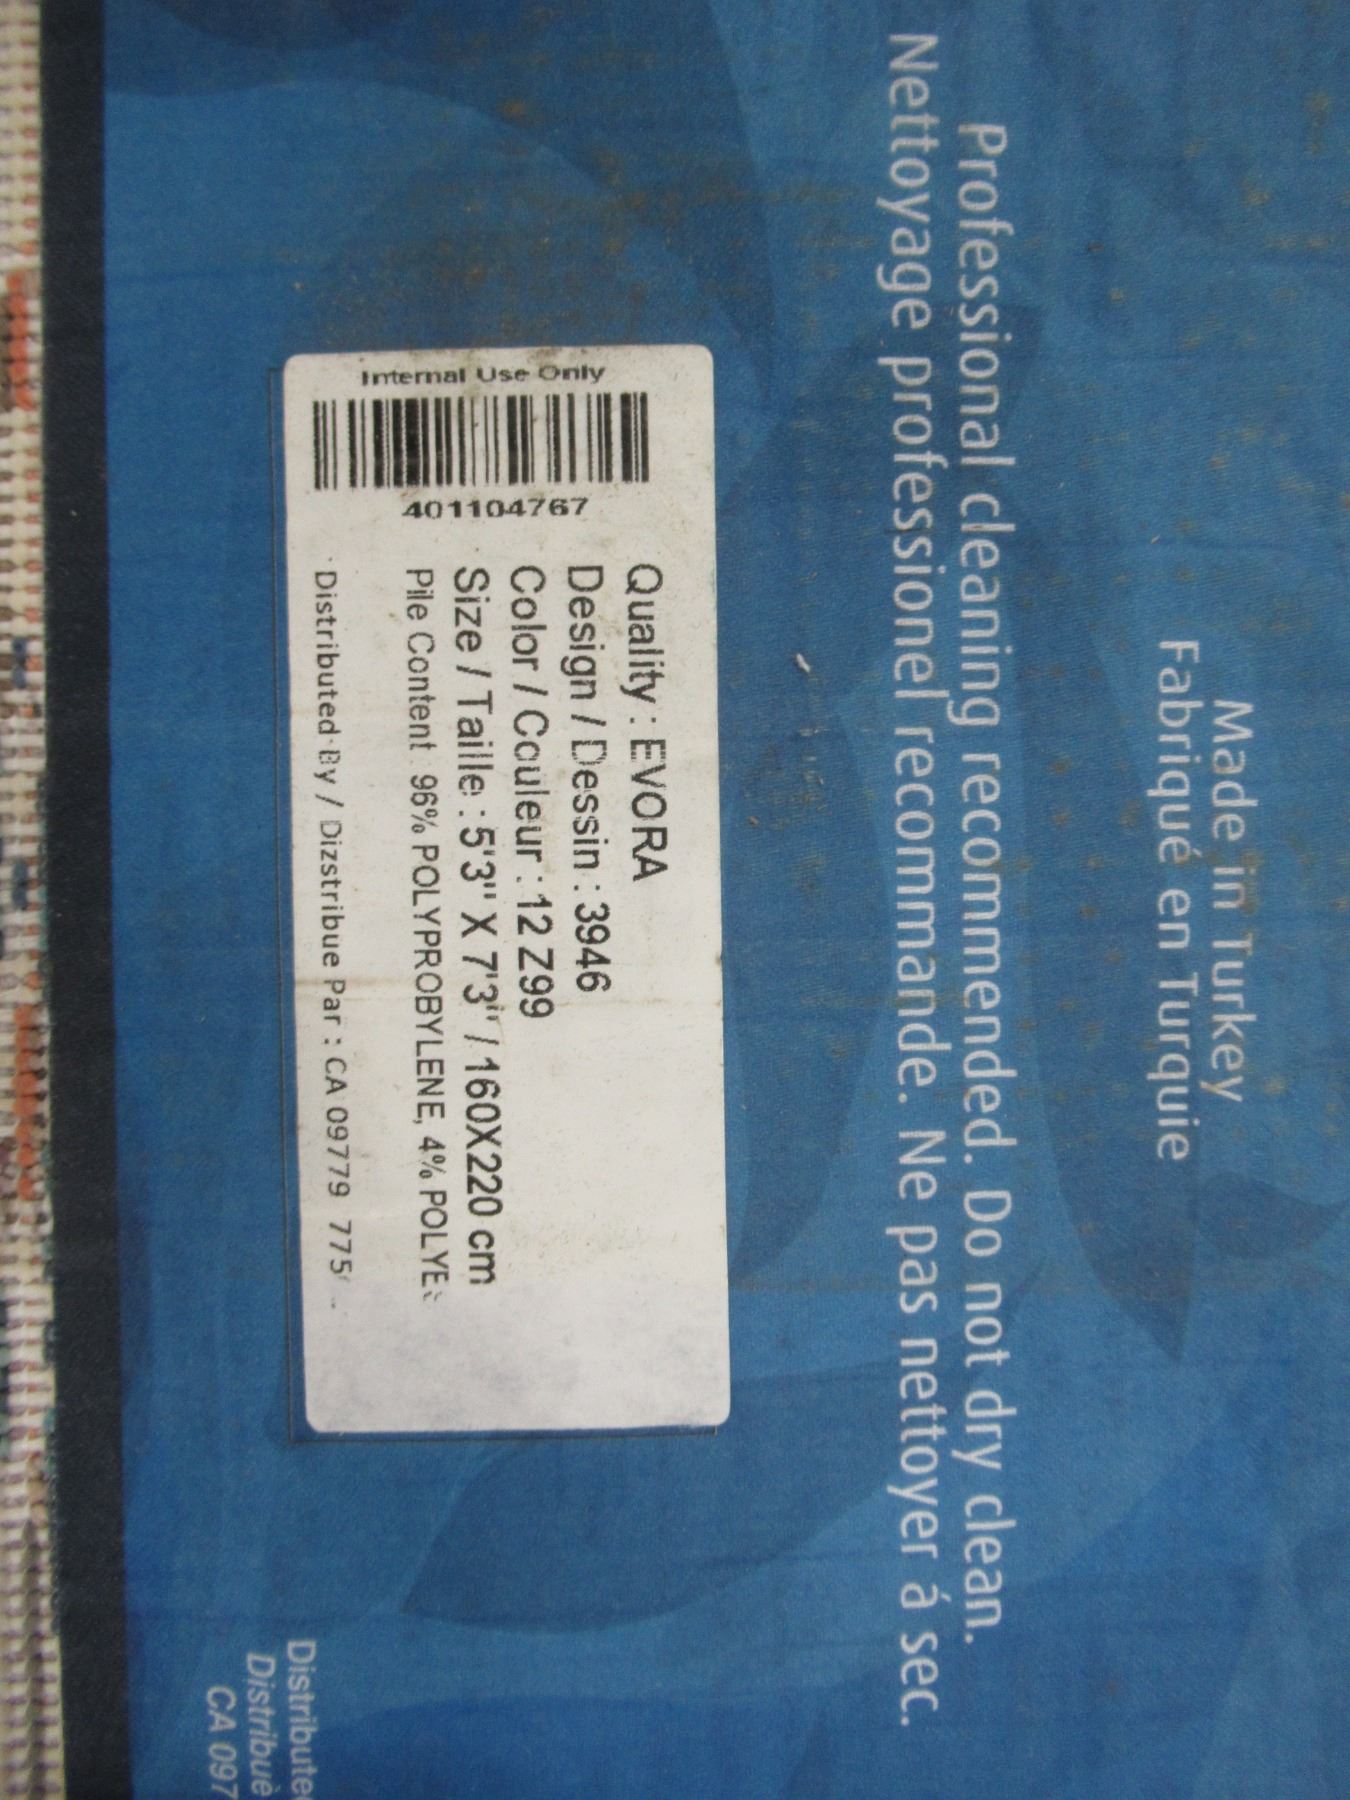 Made in Turkey
Fabriqué en Turquie
Professional cleaning recommended. Do not dry clean.
Nettoyage professionel recommande. Ne pas nettoyer á sec.
Internal Use Only
401104767
Quality : EVORA
Design / Dessin : 3946
Color / Couleur : 12 Z99
Size / Taille : 5'3'' X 7'3'' / 160X220 cm
Pile Content 96% POLYPROBYLENE, 4%
Distributed By / Dizstribue Par : CA 09779
Distribute
Distribuè
CA 097